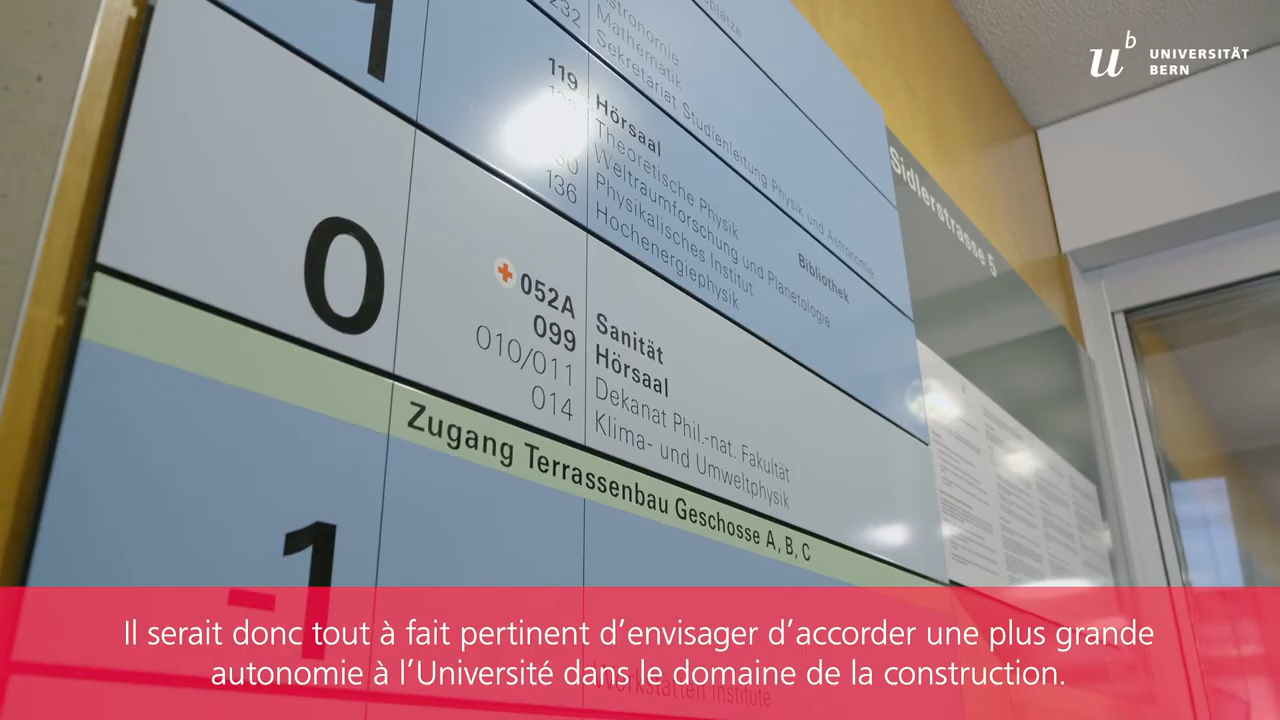 1
232
splätze
Astronomie
Mathematik
Sekretariat Studienleitung Physik und Astronomie
Bibliothek
119
136
Hörsaal
Theoretische Physik
Weltraumforschung und Planetologie
Physikalisches Institut
Hochenergiephysik
0
052A
099
010/011
014
Sanität
Hörsaal
Dekanat Phil.-nat. Fakultät
Klima- und Umweltphysik
Zugang Terrassenbau Geschosse A, B, C
-1
Werkstätten Institute
Sidlerstrasse 5
u b
UNIVERSITÄT
BERN
Il serait donc tout à fait pertinent d’envisager d’accorder une plus grande
autonomie à l’Université dans le domaine de la construction.